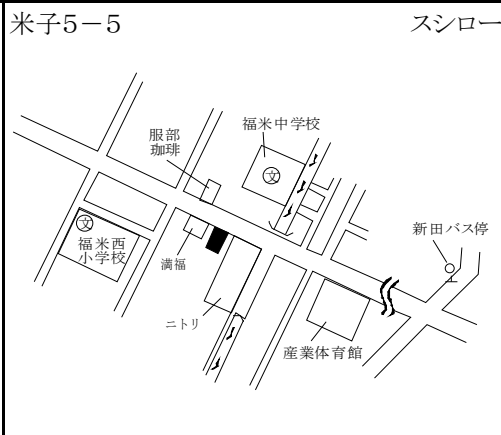 米子5−5
スシロー
福米中学校
服部
珈琲
文
新田バス停
文
福米西
小学校
満福
ニトリ
産業体育館